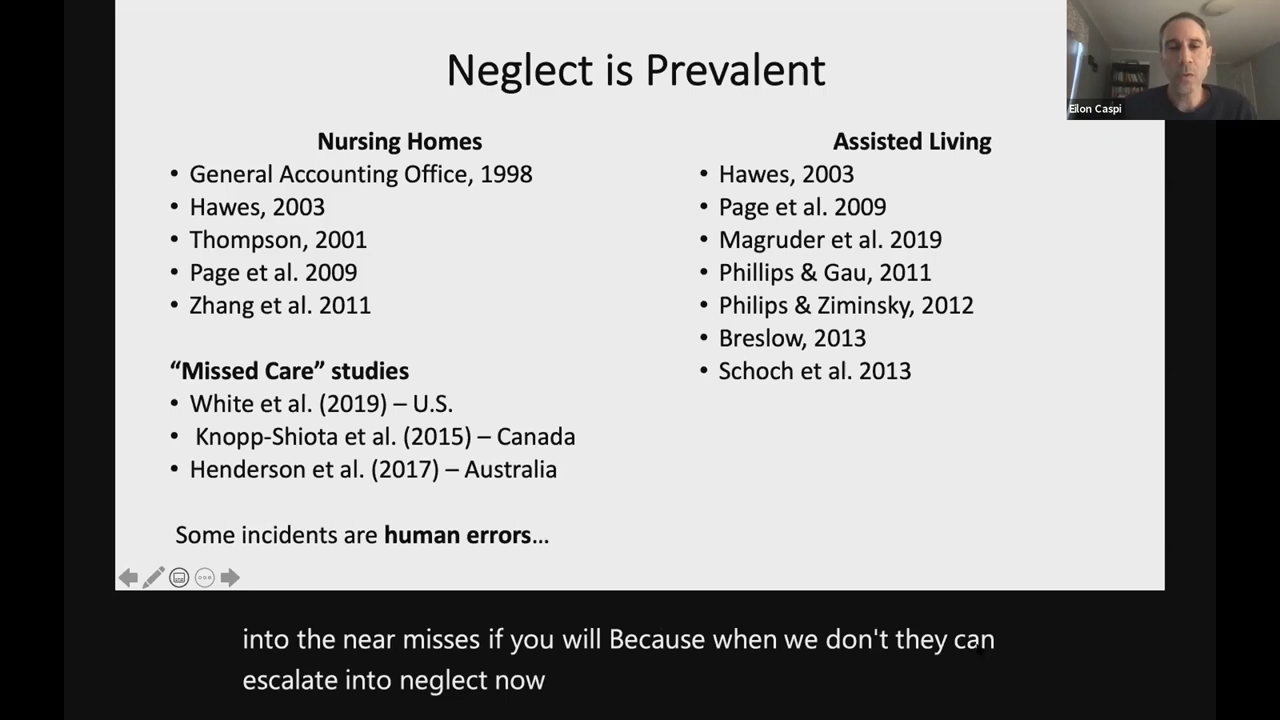 Neglect is Prevalent
Eilon Caspi
Nursing Homes
• General Accounting Office, 1998
• Hawes, 2003
• Thompson, 2001
• Page et al. 2009
• Zhang et al. 2011
“Missed Care” studies
• White et al. (2019) – U.S.
• Knopp-Shiota et al. (2015) – Canada
• Henderson et al. (2017) – Australia
Some incidents are human errors…
Assisted Living
• Hawes, 2003
• Page et al. 2009
• Magruder et al. 2019
• Phillips & Gau, 2011
• Philips & Ziminsky, 2012
• Breslow, 2013
• Schoch et al. 2013
into the near misses if you will Because when we don't they can
escalate into neglect now